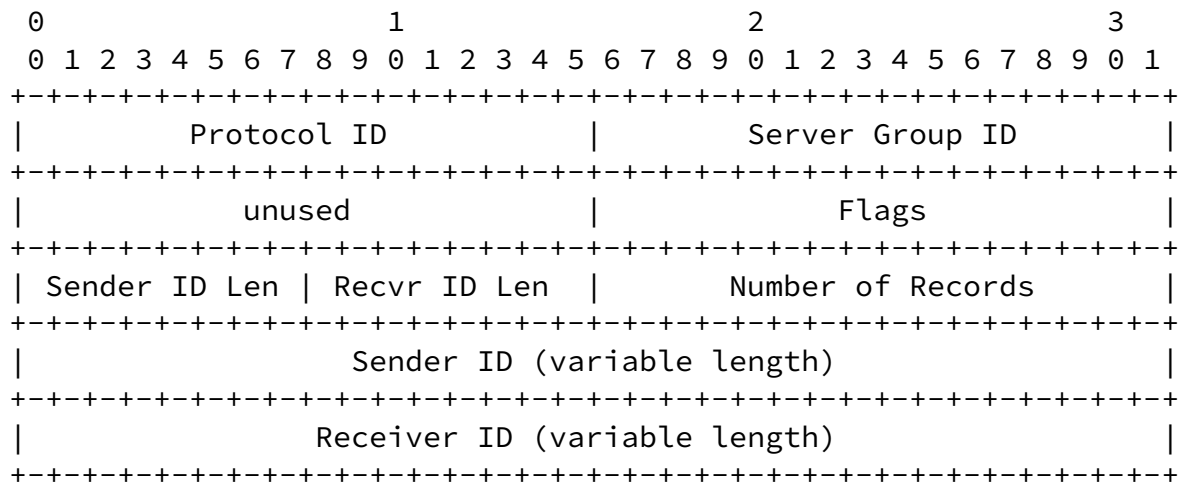 0                   1                   2                   3
 0 1 2 3 4 5 6 7 8 9 0 1 2 3 4 5 6 7 8 9 0 1 2 3 4 5 6 7 8 9 0 1
+-+-+-+-+-+-+-+-+-+-+-+-+-+-+-+-+-+-+-+-+-+-+-+-+-+-+-+-+-+-+-+-+
|         Protocol ID           |        Server Group ID        |
+-+-+-+-+-+-+-+-+-+-+-+-+-+-+-+-+-+-+-+-+-+-+-+-+-+-+-+-+-+-+-+-+
|            unused             |             Flags             |
+-+-+-+-+-+-+-+-+-+-+-+-+-+-+-+-+-+-+-+-+-+-+-+-+-+-+-+-+-+-+-+-+
| Sender ID Len | Recvr ID Len  |       Number of Records       |
+-+-+-+-+-+-+-+-+-+-+-+-+-+-+-+-+-+-+-+-+-+-+-+-+-+-+-+-+-+-+-+-+
|                  Sender ID (variable length)                  |
+-+-+-+-+-+-+-+-+-+-+-+-+-+-+-+-+-+-+-+-+-+-+-+-+-+-+-+-+-+-+-+-+
|                Receiver ID (variable length)                  |
+-+-+-+-+-+-+-+-+-+-+-+-+-+-+-+-+-+-+-+-+-+-+-+-+-+-+-+-+-+-+-+-+